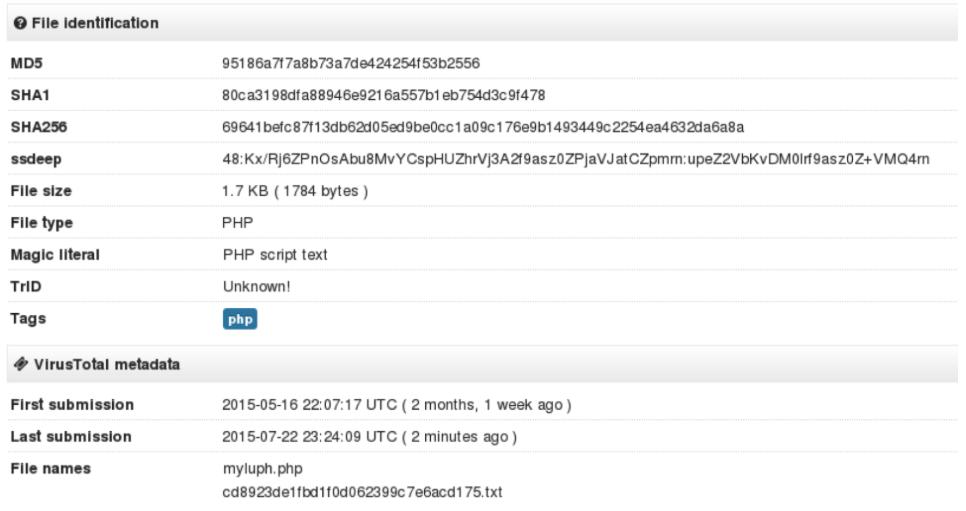 File identification
MD5 95186a7f7a8b73a7de424254f53b2556
SHA1 80ca3198dfa88946e9216a557b1eb754d3c9f478
SHA256 69641befc87f13db62d05ed9be0cc1a09c176e9b1493449c2254ea4632da6a8a
ssdeep 48:Kx/Rj6ZPnOsAbu8MvYCspHUZhrVj3A2f9asz0ZPjaVJatCZpmrn:upeZ2VbKvDM0lrf9asz0Z+VMQ4rn
File size 1.7 KB ( 1784 bytes )
File type PHP
Magic literal PHP script text
TrID Unknown!
Tags php
VirusTotal metadata
First submission 2015-05-16 22:07:17 UTC ( 2 months, 1 week ago )
Last submission 2015-07-22 23:24:09 UTC ( 2 minutes ago )
File names myluph.php
cd8923de1fbd1f0d062399c7e6acd175.txt